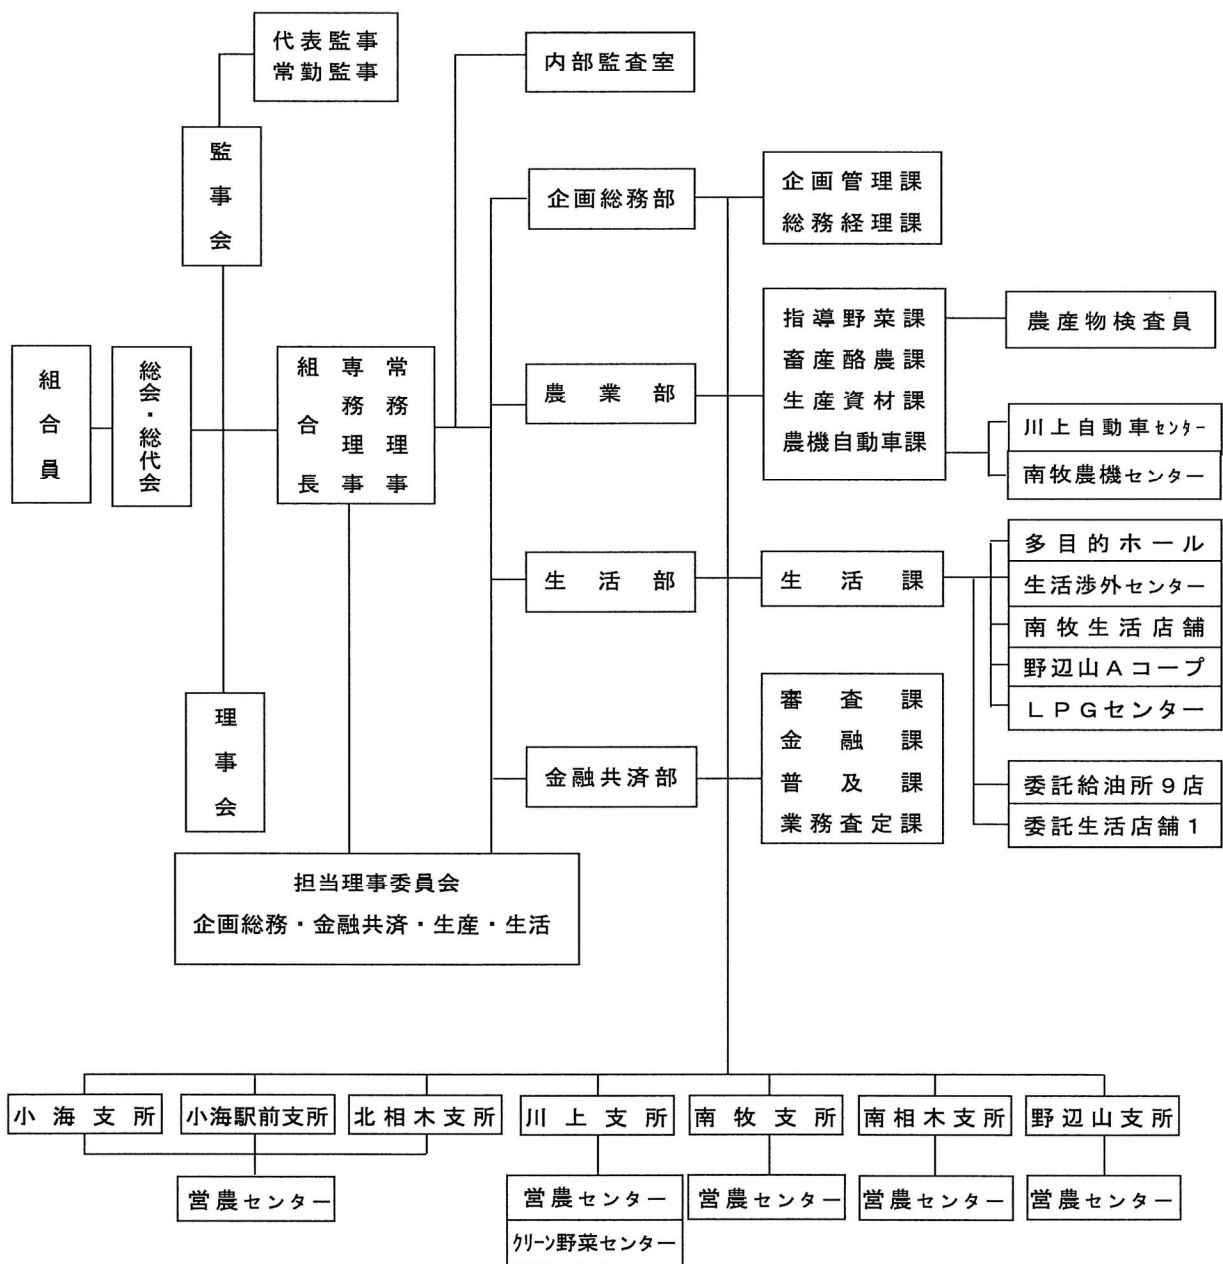 代表監事
常勤監事
内部監査室
監事会
企画総務部
企画管理課
総務経理課
組合員
総会・総代会
組合長
専務理事
常務理事
農業部
指導野菜課
畜産酪農課
生産資材課
農機自動車課
農産物検査員
川上自動車センター
南牧農機センター
生活部
生活課
多目的ホール
生活渉外センター
南牧生活店舗
野辺山Aコープ
LPGセンター
委託給油所9店
委託生活店舗1
理事会
金融共済部
審査課
金融課
普及課
業務査定課
担当理事委員会
企画総務・金融共済・生産・生活
小海支所
小海駅前支所
北相木支所
川上支所
南牧支所
南相木支所
野辺山支所
営農センター
営農センター
クリーン野菜センター
営農センター
営農センター
営農センター